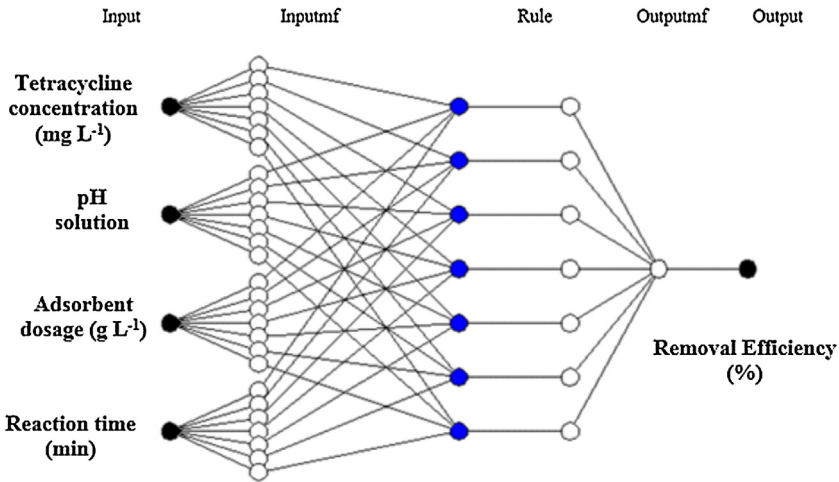 Input Inputmf Rule Outputmf Output
Tetracycline
concentration
(mg L⁻¹)
pH
solution
Adsorbent
dosage (g L⁻¹)
Reaction time
(min)
Removal Efficiency
(%)